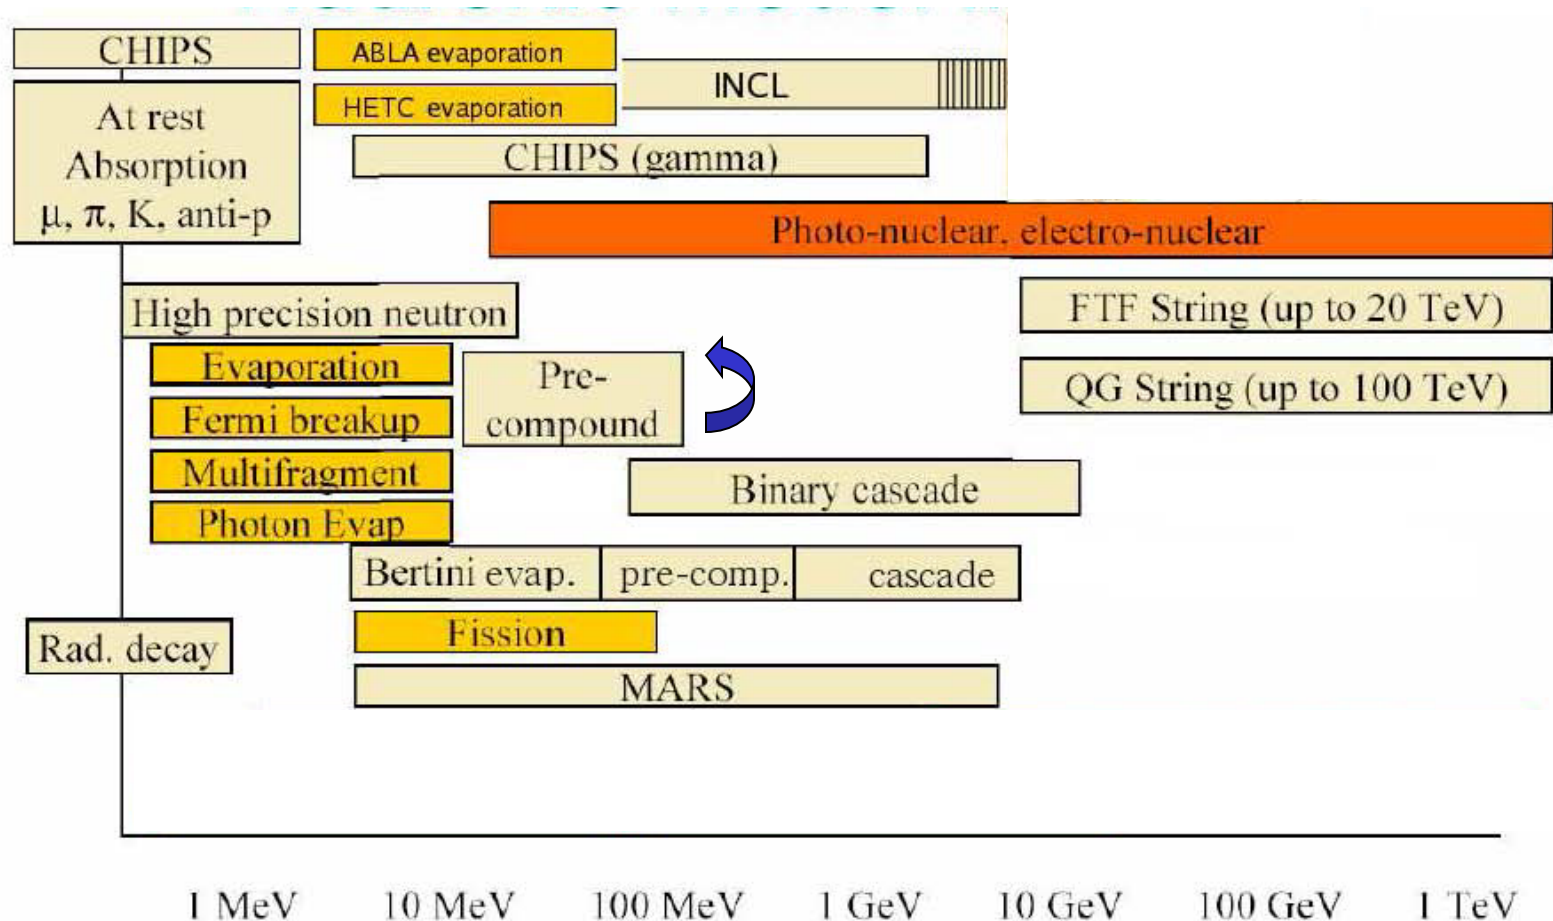 CHIPS
ABLA evaporation
INCL
HETC evaporation
At rest
Absorption
μ, π, K, anti-p
CHIPS (gamma)
Photo-nuclear, electro-nuclear
High precision neutron
FTF String (up to 20 TeV)
Evaporation
Pre-
compound
QG String (up to 100 TeV)
Fermi breakup
Multifragment
Binary cascade
Photon Evap
Bertini evap.
pre-comp.
cascade
Fission
Rad. decay
MARS
1 MeV 10 MeV 100 MeV 1 GeV 10 GeV 100 GeV 1 TeV